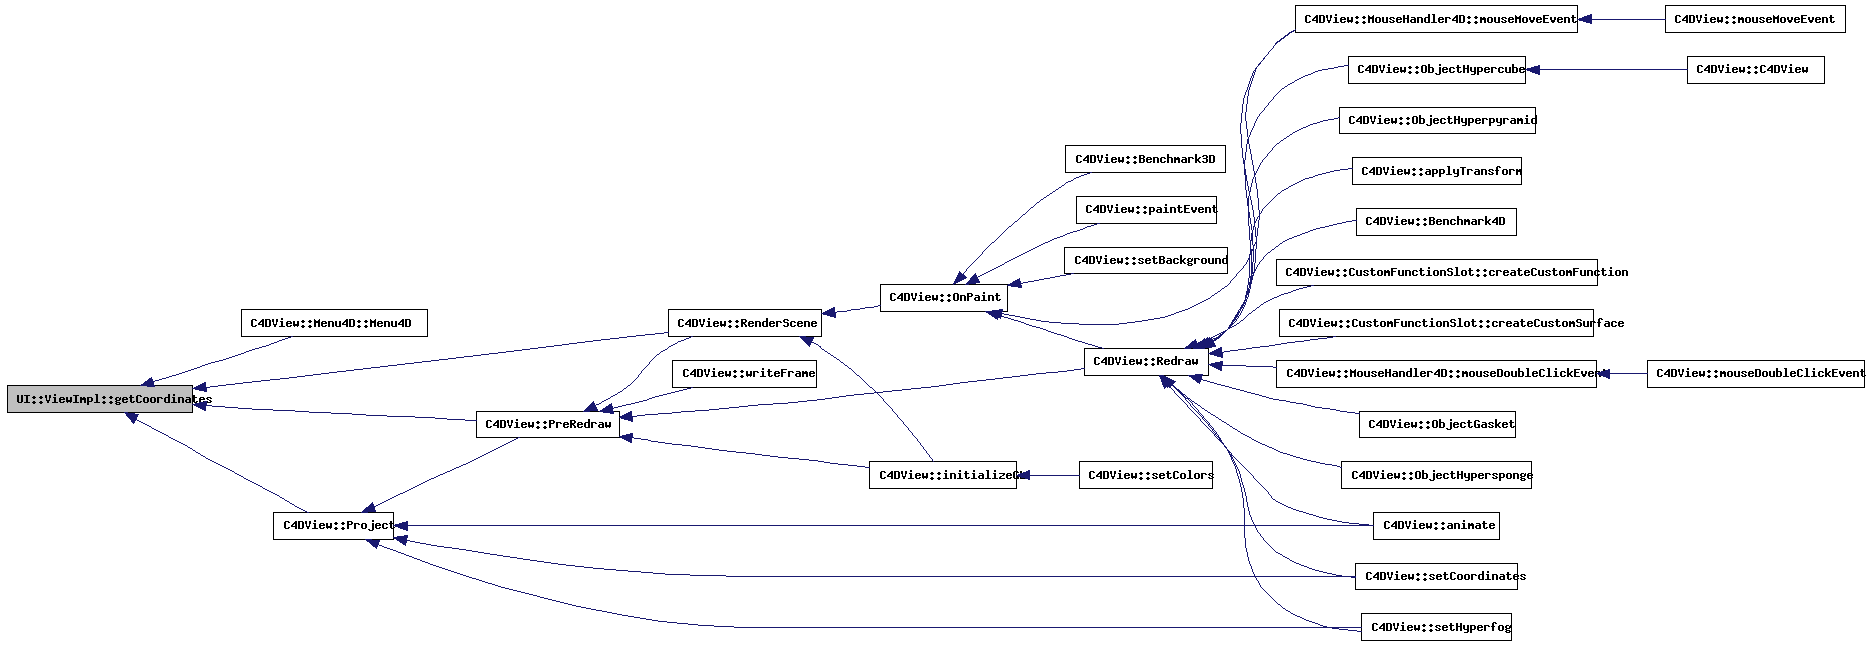 C4DView::MouseHandler4D::mouseMoveEvent
C4DView::mouseMoveEvent
C4DView::ObjectHypercube
C4DView::C4DView
C4DView::ObjectHyperpyramid
C4DView::Benchmark3D
C4DView::applyTransform
C4DView::paintEvent
C4DView::Benchmark4D
C4DView::setBackground
C4DView::CustomFunctionSlot::createCustomFunction
C4DView::OnPaint
C4DView::Menu4D::Menu4D
C4DView::RenderScene
C4DView::CustomFunctionSlot::createCustomSurface
C4DView::Redraw
C4DView::writeFrame
C4DView::MouseHandler4D::mouseDoubleClickEvent
C4DView::mouseDoubleClickEvent
UI::ViewImpl::getCoordinates
C4DView::PreRedraw
C4DView::ObjectGasket
C4DView::initializeGL
C4DView::setColors
C4DView::ObjectHypersponge
C4DView::Project
C4DView::animate
C4DView::setCoordinates
C4DView::setHyperfog